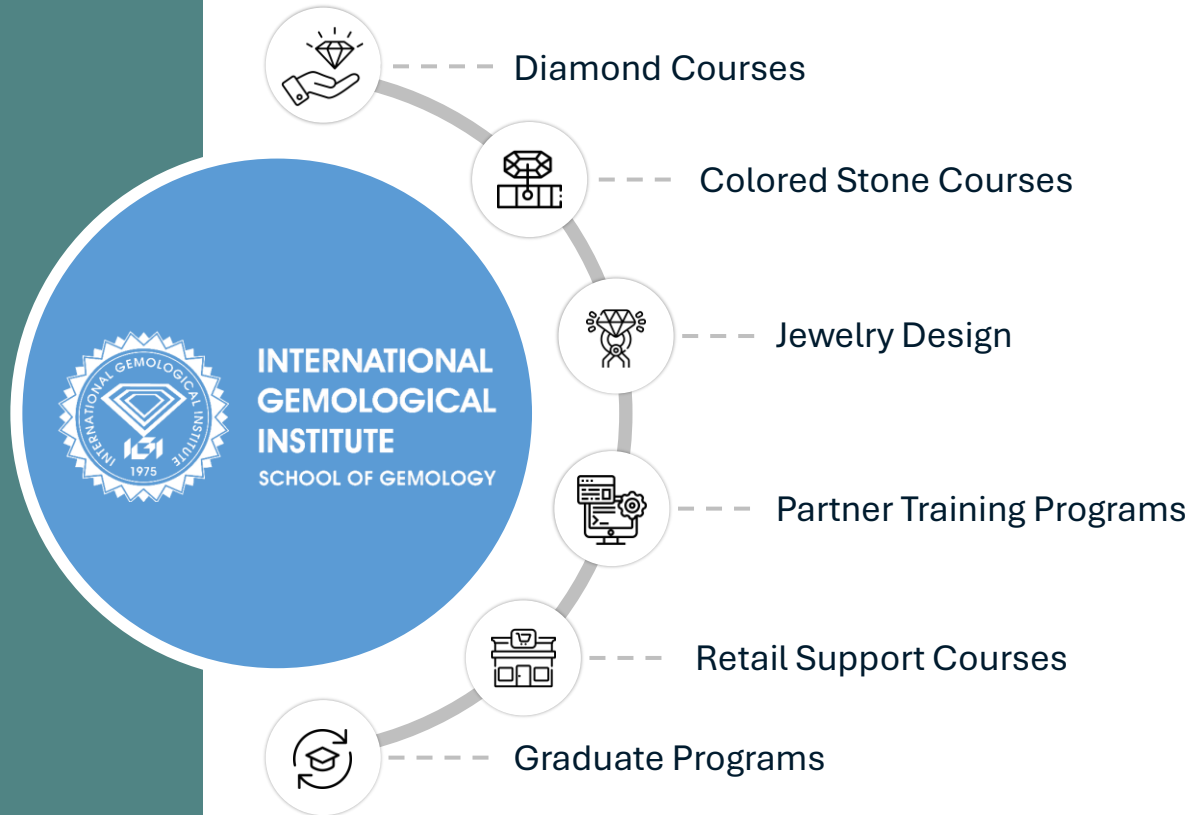 Diamond Courses
Colored Stone Courses
Jewelry Design
INTERNATIONAL GEMOLOGICAL INSTITUTE
IGI
1975
INTERNATIONAL
GEMOLOGICAL
INSTITUTE
SCHOOL OF GEMOLOGY
Partner Training Programs
Retail Support Courses
Graduate Programs